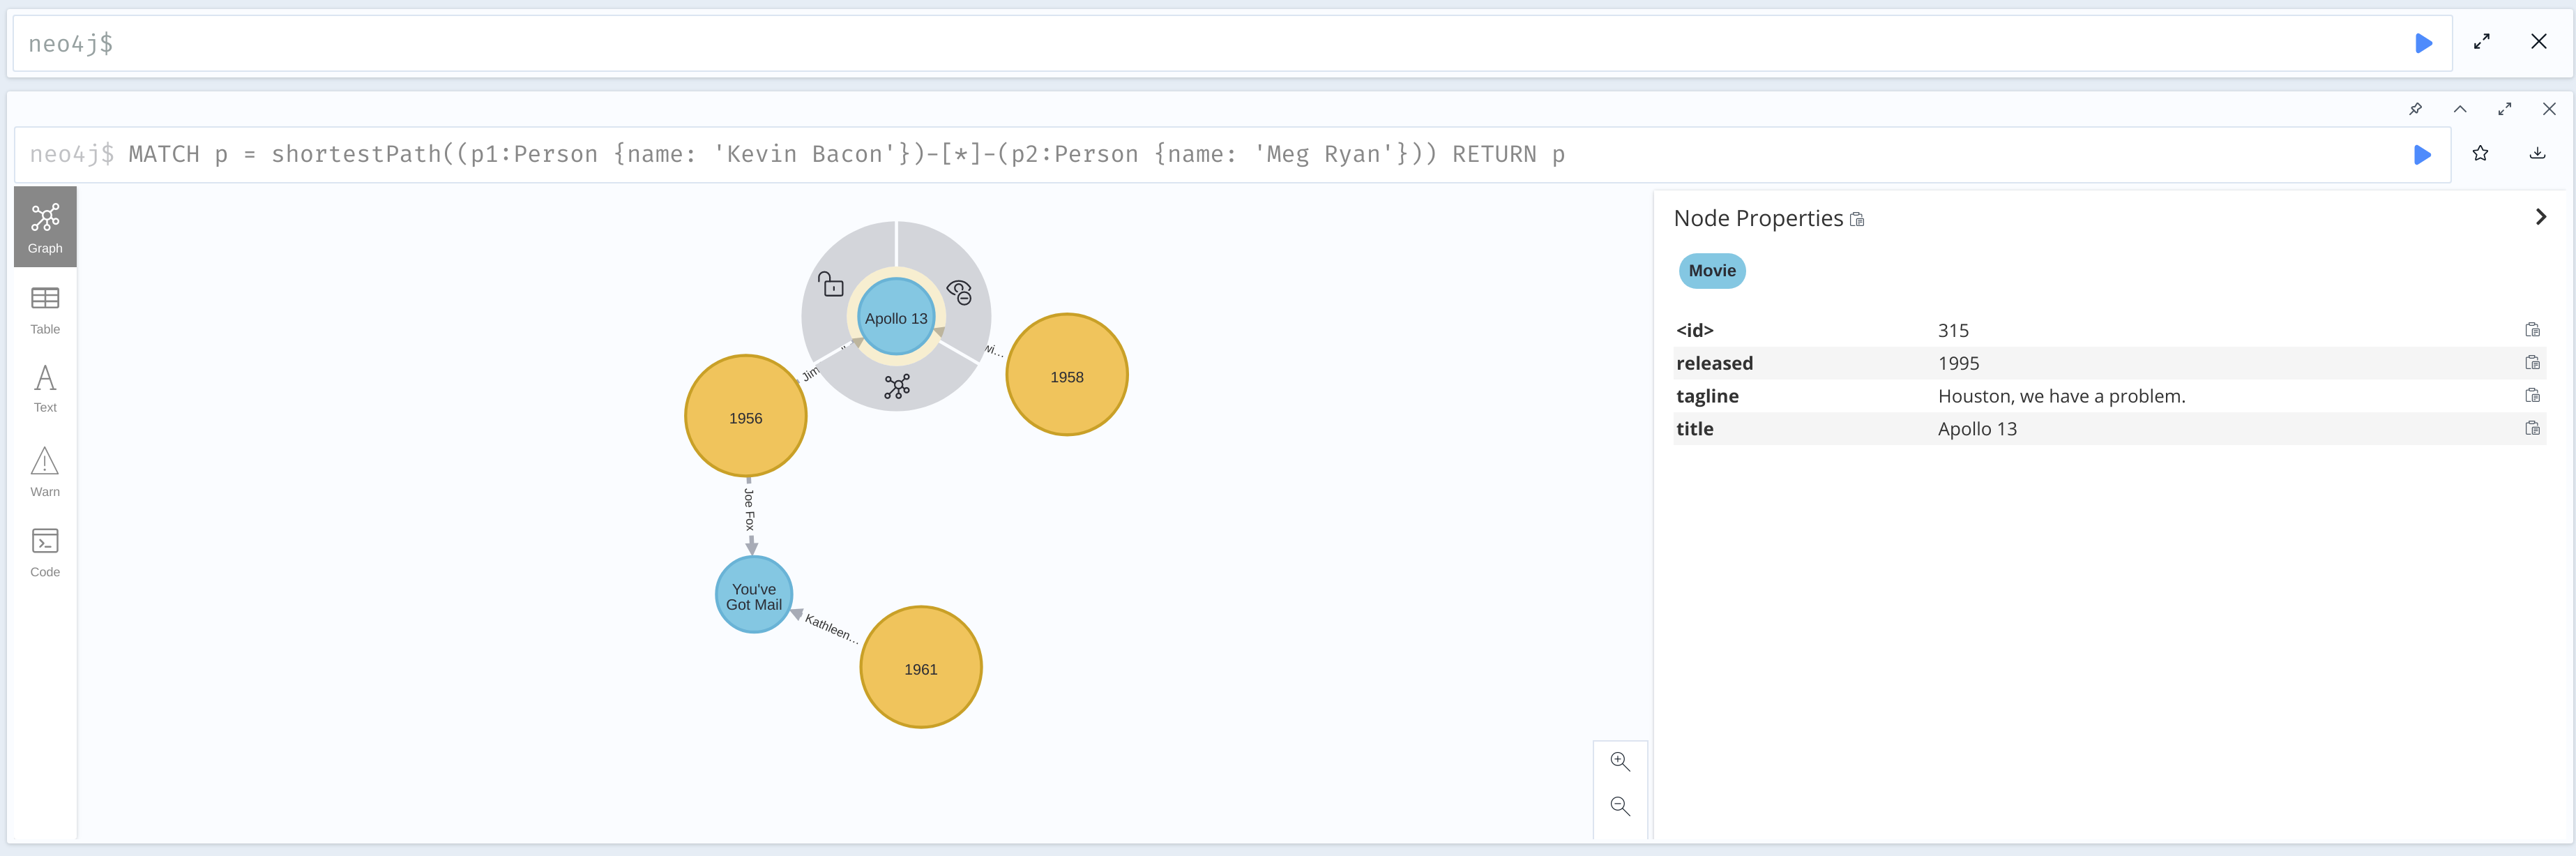 neo4j$
neo4j$ MATCH p = shortestPath((p1:Person {name: 'Kevin Bacon'})-[*]-(p2:Person {name: 'Meg Ryan'})) RETURN p
Graph
Table
Text
Warn
Code
Apollo 13
Jim
wi...
1956
1958
Joe Fox
You've
Got Mail
Kathleen...
1961
Node Properties
Movie
<id> 315
released 1995
tagline Houston, we have a problem.
title Apollo 13